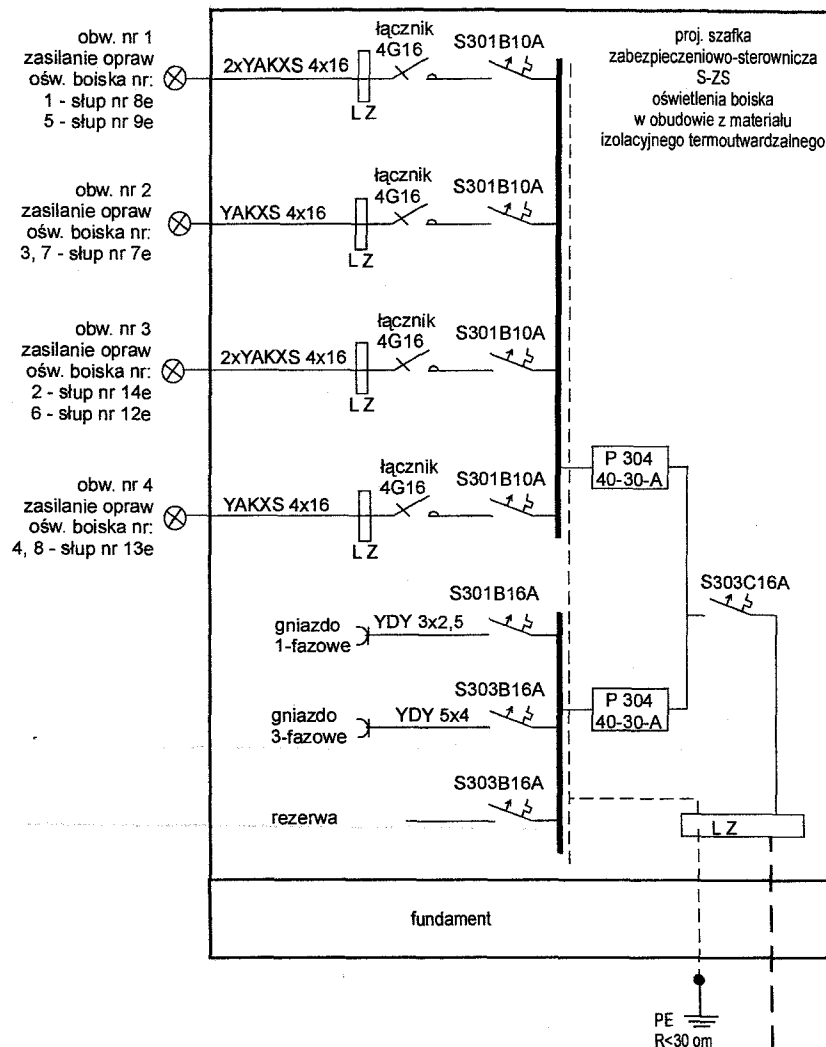 obw. nr 1
zasilanie opraw
ośw. boiska nr:
1 - słup nr 8e
5 - słup nr 9e
2xYAKXS 4x16
L Z
łącznik
4G16
S301B10A
proj. szafka
zabezpieczeniowo-sterownicza
S-ZS
oświetlenia boiska
w obudowie z materiału
izolacyjnego termoutwardzalnego
obw. nr 2
zasilanie opraw
ośw. boiska nr:
3, 7 - słup nr 7e
YAKXS 4x16
L Z
łącznik
4G16
S301B10A
obw. nr 3
zasilanie opraw
ośw. boiska nr:
2 - słup nr 14e
6 - słup nr 12e
2xYAKXS 4x16
L Z
łącznik
4G16
S301B10A
obw. nr 4
zasilanie opraw
ośw. boiska nr:
4, 8 - słup nr 13e
YAKXS 4x16
L Z
łącznik
4G16
S301B10A
P 304
40-30-A
S303C16A
gniazdo
1-fazowe
YDY 3x2,5
S301B16A
gniazdo
3-fazowe
YDY 5x4
S303B16A
P 304
40-30-A
rezerwa
S303B16A
L Z
fundament
PE
R<30 om